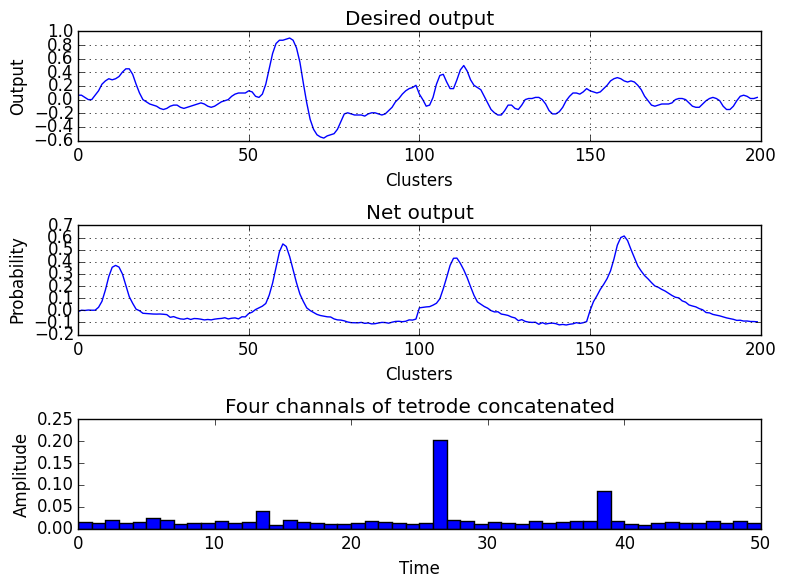 Desired output
1.0
0.8
0.6
0.4
0.2
0.0
−0.2
−0.4
−0.6
Output
0 50 100 150 200
Clusters
Net output
0.7
0.6
0.5
0.4
0.3
0.2
0.1
0.0
−0.1
−0.2
Probability
0 50 100 150 200
Clusters
Four channals of tetrode concatenated
0.25
0.20
0.15
0.10
0.05
0.00
Amplitude
0 10 20 30 40 50
Time